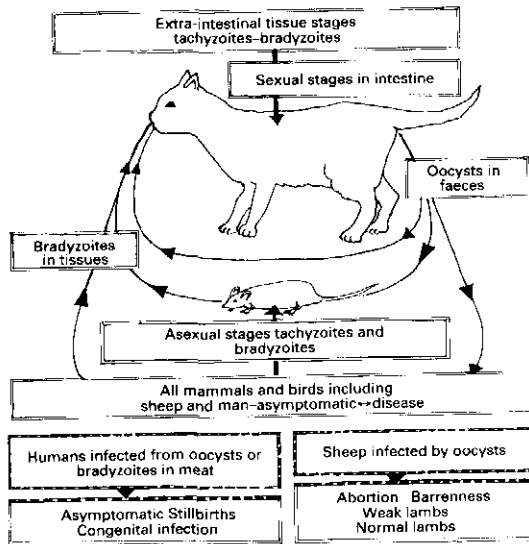 Extra-intestinal tissue stages
tachyzoites–bradyzoites
Sexual stages in intestine
Oocysts in
faeces
Bradyzoites
in tissues
Asexual stages tachyzoites and
bradyzoites
All mammals and birds including
sheep and man–asymptomatic↔disease
Humans infected from oocysts or
bradyzoites in meat
Sheep infected by oocysts
Asymptomatic Stillbirths
Congenital infection
Abortion Barrenness
Weak lambs
Normal lambs